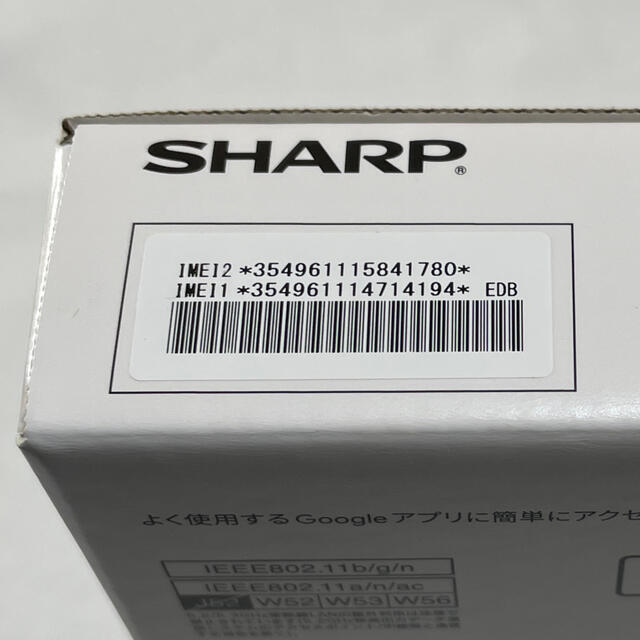 SHARP®
IMEI2 *354961115841780*
IMEI1 *354961114714194* EDB
よく使用するGoogleアプリに簡単にアクセ
IEEE802.11b/g/n
IEEE802.11a/n/ac
J52 W52 W53 W56